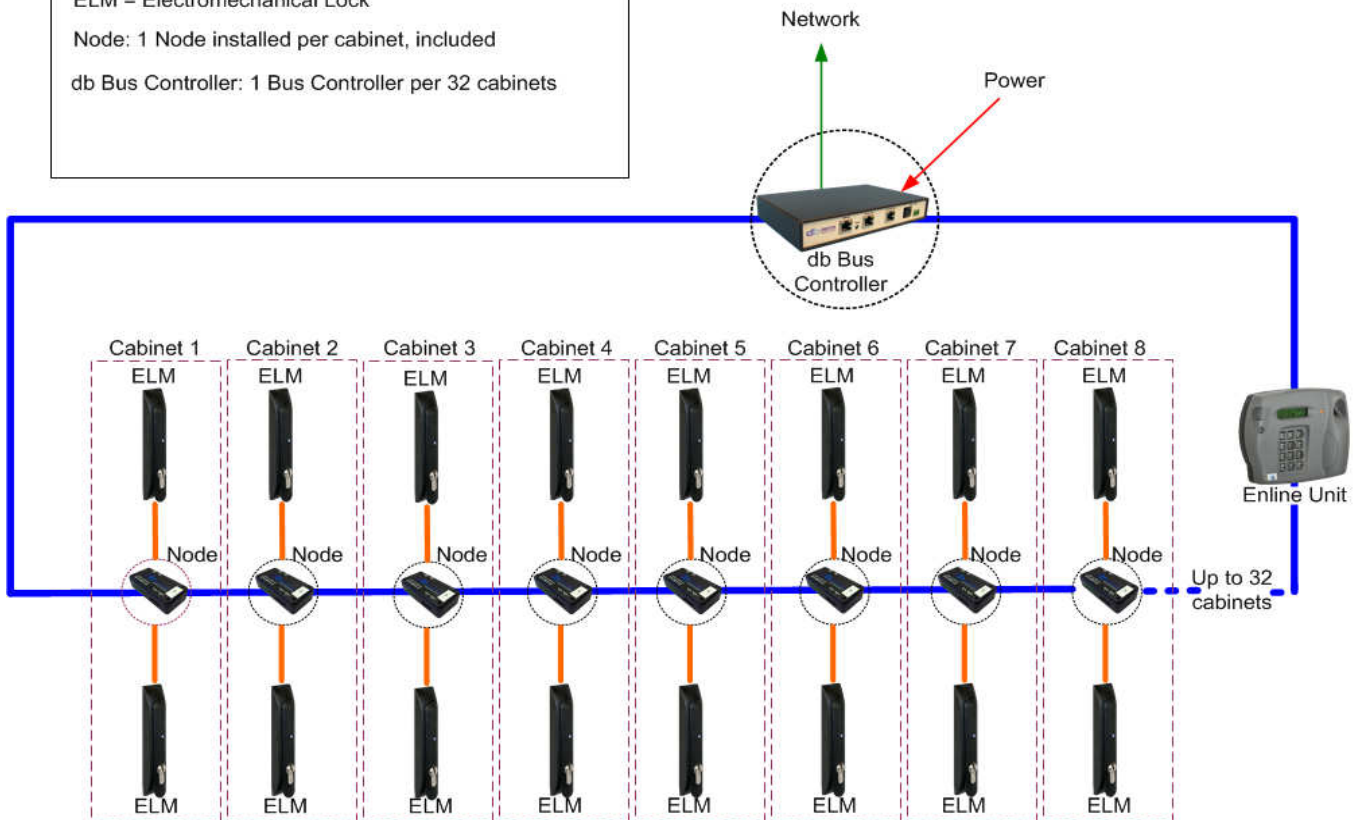 ELM = Electromechanical Lock
Node: 1 Node installed per cabinet, included
db Bus Controller: 1 Bus Controller per 32 cabinets
Network
Power
db Bus
Controller
Cabinet 1 Cabinet 2 Cabinet 3 Cabinet 4 Cabinet 5 Cabinet 6 Cabinet 7 Cabinet 8
ELM ELM ELM ELM ELM ELM ELM ELM
Enline Unit
Node Node Node Node Node Node Node Node
Up to 32
cabinets
ELM ELM ELM ELM ELM ELM ELM ELM